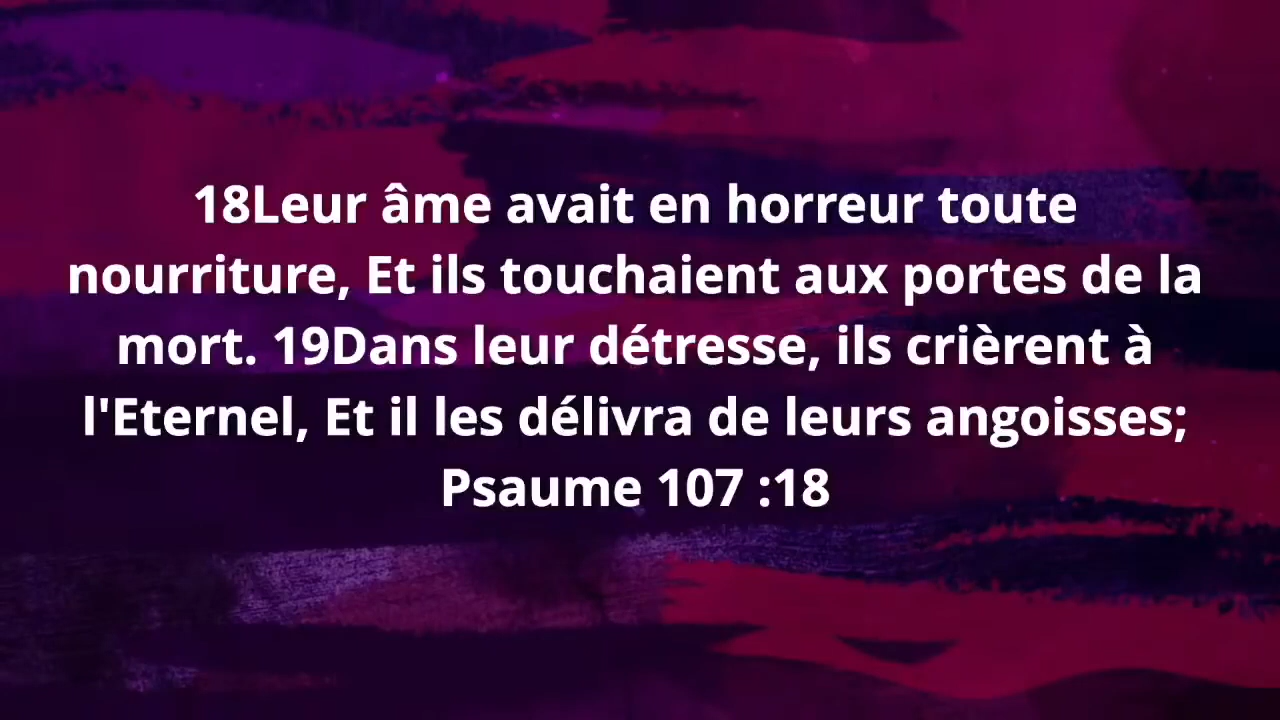 18Leur âme avait en horreur toute
nourriture, Et ils touchaient aux portes de la
mort. 19Dans leur détresse, ils crièrent à
l'Eternel, Et il les délivra de leurs angoisses;
Psaume 107 :18